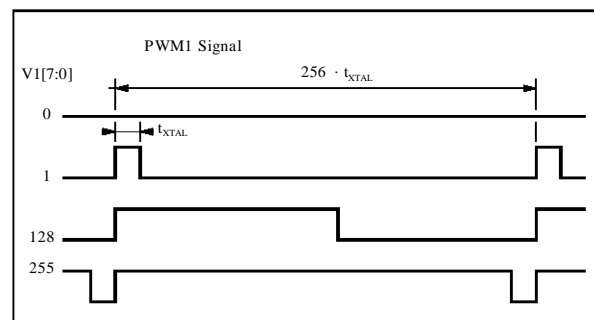 PWM1 Signal
V1[7:0]
256 · tXTAL
0
tXTAL
1
128
255